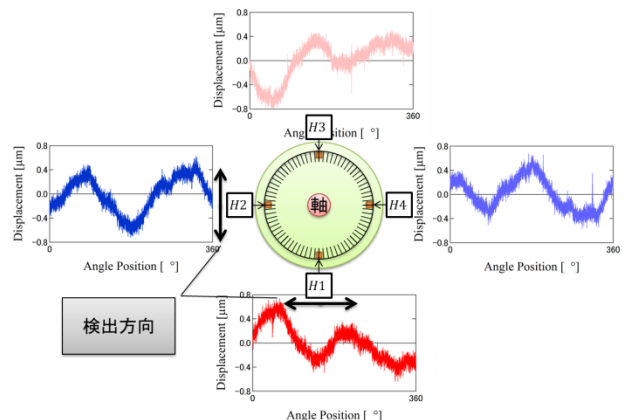 Displacement [μm]
0.8
0.4
0.0
-0.4
-0.8
0
360
Angle Position [ °]
H3
Displacement [μm]
0.8
0.4
0.0
-0.4
-0.8
0
360
Angle Position [ °]
H2
軸
H4
Displacement [μm]
0.8
0.4
0.0
-0.4
-0.8
0
360
Angle Position [ °]
H1
検出方向
Displacement [μm]
0.8
0.4
0.0
-0.4
-0.8
0
360
Angle Position [ °]